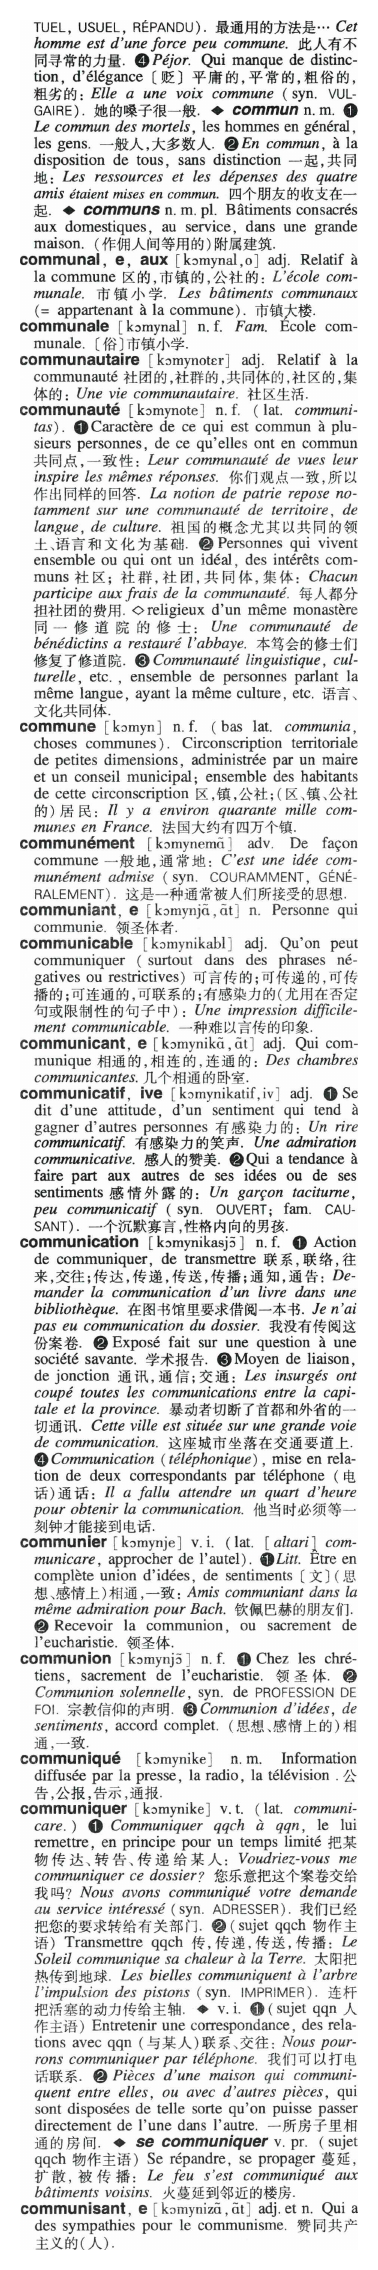 TUEL, USUEL, RÉPANDU). 最通用的方法是… Cet
homme est d'une force peu commune. 此人有不
同寻常的力量. ❹ Péjor. Qui manque de distinc-
tion, d'élégance〔贬〕平庸的,平常的,粗俗的,
粗劣的: Elle a une voix commune (syn. VUL-
GAIRE). 她的嗓子很一般. ◆ commun n. m. ❶
Le commun des mortels, les hommes en général,
les gens. 一般人,大多数人. ❷ En commun, à la
disposition de tous, sans distinction 一起,共同
地: Les ressources et les dépenses des quatre
amis étaient mises en commun. 四个朋友的收支在一
起. ◆ communs n. m. pl. Bâtiments consacrés
aux domestiques, au service, dans une grande
maison. (作佣人间等用的)附属建筑.
communal, e, aux [kɔmynal,o] adj. Relatif à
la commune 区的,市镇的,公社的: L'école com-
munale. 市镇小学. Les bâtiments communaux
(= appartenant à la commune). 市镇大楼.
communale [kɔmynal] n. f. Fam. École com-
munale. 〔俗〕市镇小学.
communautaire [kɔmynotɛr] adj. Relatif à la
communauté 社团的,社群的,共同体的,社区的,集
体的: Une vie communautaire. 社区生活.
communauté [kɔmynote] n. f. (lat. communi-
tas). ❶ Caractère de ce qui est commun à plu-
sieurs personnes, de ce qu'elles ont en commun
共同点,一致性: Leur communauté de vues leur
inspire les mêmes réponses. 你们观点一致,所以
作出同样的回答. La notion de patrie repose no-
tamment sur une communauté de territoire, de
langue, de culture. 祖国的概念尤其以共同的领
土、语言和文化为基础. ❷ Personnes qui vivent
ensemble ou qui ont un idéal, des intérêts com-
muns 社区; 社群,社团,共同体,集体: Chacun
participe aux frais de la communauté. 每人都分
担社团的费用. ◇ religieux d'un même monastère
同一修道院的修士: Une communauté de
bénédictins a restauré l'abbaye. 本笃会的修士们
修复了修道院. ❸ Communauté linguistique, cul-
turelle, etc., ensemble de personnes parlant la
même langue, ayant la même culture, etc. 语言、
文化共同体.
commune [kɔmyn] n. f. (bas lat. communia,
choses communes). Circonscription territoriale
de petites dimensions, administrée par un maire
et un conseil municipal; ensemble des habitants
de cette circonscription 区,镇,公社;(区、镇、公社
的)居民: Il y a environ quarante mille com-
munes en France. 法国大约有四万个镇.
communément [kɔmynemɑ̃] adv. De façon
commune 一般地,通常地: C'est une idée com-
munément admise (syn. COURAMMENT, GÉNÉ-
RALEMENT). 这是一种通常被人们所接受的思想.
communiant, e [kɔmynjɑ̃,ɑ̃t] n. Personne qui
communie. 领圣体者.
communicable [kɔmynikabl] adj. Qu'on peut
communiquer (surtout dans des phrases né-
gatives ou restrictives) 可言传的;可传递的,可传
播的;可连通的,可联系的;有感染力的(尤用在否定
句或限制性的句子中): Une impression difficile-
ment communicable. 一种难以言传的印象.
communicant, e [kɔmynikɑ̃,ɑ̃t] adj. Qui com-
munique 相通的,相连的,连通的: Des chambres
communicantes. 几个相通的卧室.
communicatif, ive [kɔmynikatif,iv] adj. ❶ Se
dit d'une attitude, d'un sentiment qui tend à
gagner d'autres personnes 有感染力的: Un rire
communicatif. 有感染力的笑声. Une admiration
communicative. 感人的赞美. ❷ Qui a tendance à
faire part aux autres de ses idées ou de ses
sentiments 感情外露的: Un garçon taciturne,
peu communicatif (syn. OUVERT; fam. CAU-
SANT). 一个沉默寡言,性格内向的男孩.
communication [kɔmynikasjɔ̃] n. f. ❶ Action
de communiquer, de transmettre 联系,联络,往
来,交往;传达,传递,传送,传播;通知,通告: De-
mander la communication d'un livre dans une
bibliothèque. 在图书馆里要求借阅一本书. Je n'ai
pas eu communication du dossier. 我没有传阅这
份案卷. ❷ Exposé fait sur une question à une
société savante. 学术报告. ❸ Moyen de liaison,
de jonction 通讯,通信;交通: Les insurgés ont
coupé toutes les communications entre la capi-
tale et la province. 暴动者切断了首都和外省的一
切通讯. Cette ville est située sur une grande voie
de communication. 这座城市坐落在交通要道上.
❹ Communication (téléphonique), mise en rela-
tion de deux correspondants par téléphone (电
话)通话: Il a fallu attendre un quart d'heure
pour obtenir la communication. 他当时必须等一
刻钟才能接到电话.
communier [kɔmynje] v. i. (lat. [altari] com-
municare, approcher de l'autel). ❶ Litt. Être en
complète union d'idées, de sentiments〔文〕(思
想、感情上)相通,一致: Amis communiant dans la
même admiration pour Bach. 钦佩巴赫的朋友们.
❷ Recevoir la communion, ou sacrement de
l'eucharistie. 领圣体.
communion [kɔmynjɔ̃] n. f. ❶ Chez les chré-
tiens, sacrement de l'eucharistie. 领圣体. ❷
Communion solennelle, syn. de PROFESSION DE
FOI. 宗教信仰的声明. ❸ Communion d'idées, de
sentiments, accord complet. (思想、感情上的)相
通,一致.
communiqué [kɔmynike] n. m. Information
diffusée par la presse, la radio, la télévision. 公
告,公报,告示,通报.
communiquer [kɔmynike] v. t. (lat. communi-
care.) ❶ Communiquer qqch à qqn, le lui
remettre, en principe pour un temps limité 把某
物传达、转告、传递给某人: Voudriez-vous me
communiquer ce dossier? 您乐意把这个案卷交给
我吗? Nous avons communiqué votre demande
au service intéressé (syn. ADRESSER). 我们已经
把您的要求转给有关部门. ❷ (sujet qqch 物作主
语) Transmettre qqch 传,传递,传送,传播: Le
Soleil communique sa chaleur à la Terre. 太阳把
热传到地球. Les bielles communiquent à l'arbre
l'impulsion des pistons (syn. IMPRIMER). 连杆
把活塞的动力传给主轴. ◆ v. i. ❶ (sujet qqn 人
作主语) Entretenir une correspondance, des rela-
tions avec qqn (与某人)联系、交往: Nous pour-
rons communiquer par téléphone. 我们可以打电
话联系. ❷ Pièces d'une maison qui communi-
quent entre elles, ou avec d'autres pièces, qui
sont disposées de telle sorte qu'on puisse passer
directement de l'une dans l'autre. 一所房子里相
通的房间. ◆ se communiquer v. pr. (sujet
qqch 物作主语) Se répandre, se propager 蔓延,
扩散,被传播: Le feu s'est communiqué aux
bâtiments voisins. 火蔓延到邻近的楼房.
communisant, e [kɔmynizɑ̃,ɑ̃t] adj. et n. Qui a
des sympathies pour le communisme. 赞同共产
主义的(人).